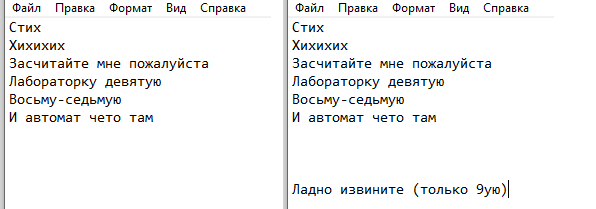 Файл Правка Формат Вид Справка
Стих
Хихихих
Засчитайте мне пожалуйста
Лабораторку девятую
Восьму-седьмую
И автомат чето там
Файл Правка Формат Вид Справка
Стих
Хихихих
Засчитайте мне пожалуйста
Лабораторку девятую
Восьму-седьмую
И автомат чето там
Ладно извините (только 9ую)